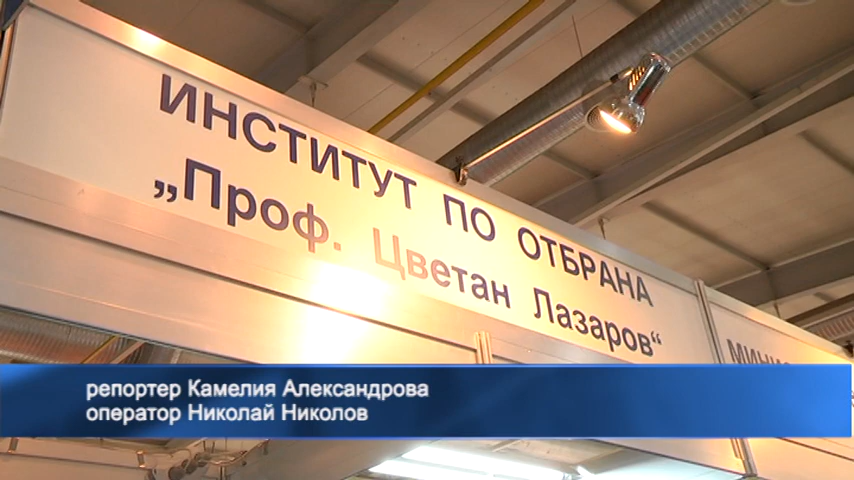 ИНСТИТУТ ПО ОТБРАНА
„Проф. Цветан Лазаров“
репортер Камелия Александрова
оператор Николай Николов